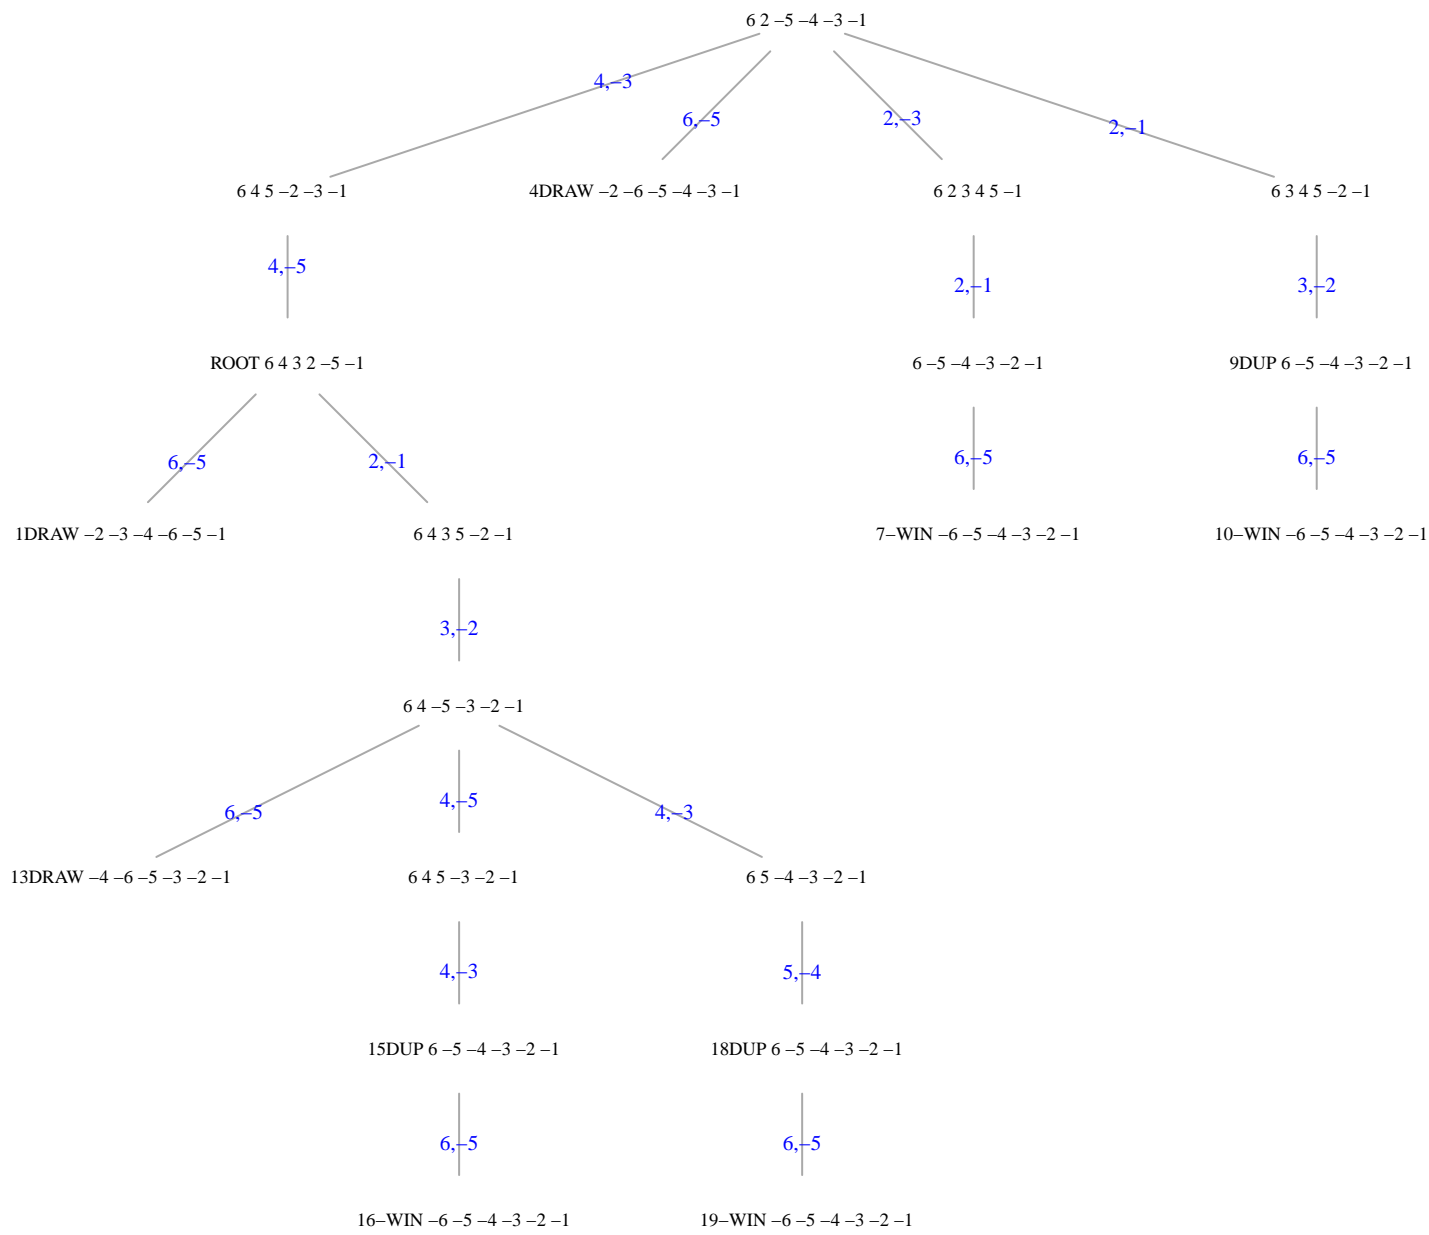 6 2 –5 –4 –3 –1
4,–3
6,–5
2,–3
2,–1
6 4 5 –2 –3 –1
4DRAW –2 –6 –5 –4 –3 –1
6 2 3 4 5 –1
6 3 4 5 –2 –1
4,–5
2,–1
3,–2
ROOT 6 4 3 2 –5 –1
6 –5 –4 –3 –2 –1
9DUP 6 –5 –4 –3 –2 –1
6,–5
2,–1
6,–5
6,–5
1DRAW –2 –3 –4 –6 –5 –1
6 4 3 5 –2 –1
7–WIN –6 –5 –4 –3 –2 –1
10–WIN –6 –5 –4 –3 –2 –1
3,–2
6 4 –5 –3 –2 –1
6,–5
4,–5
4,–3
13DRAW –4 –6 –5 –3 –2 –1
6 4 5 –3 –2 –1
6 5 –4 –3 –2 –1
4,–3
5,–4
15DUP 6 –5 –4 –3 –2 –1
18DUP 6 –5 –4 –3 –2 –1
6,–5
6,–5
16–WIN –6 –5 –4 –3 –2 –1
19–WIN –6 –5 –4 –3 –2 –1